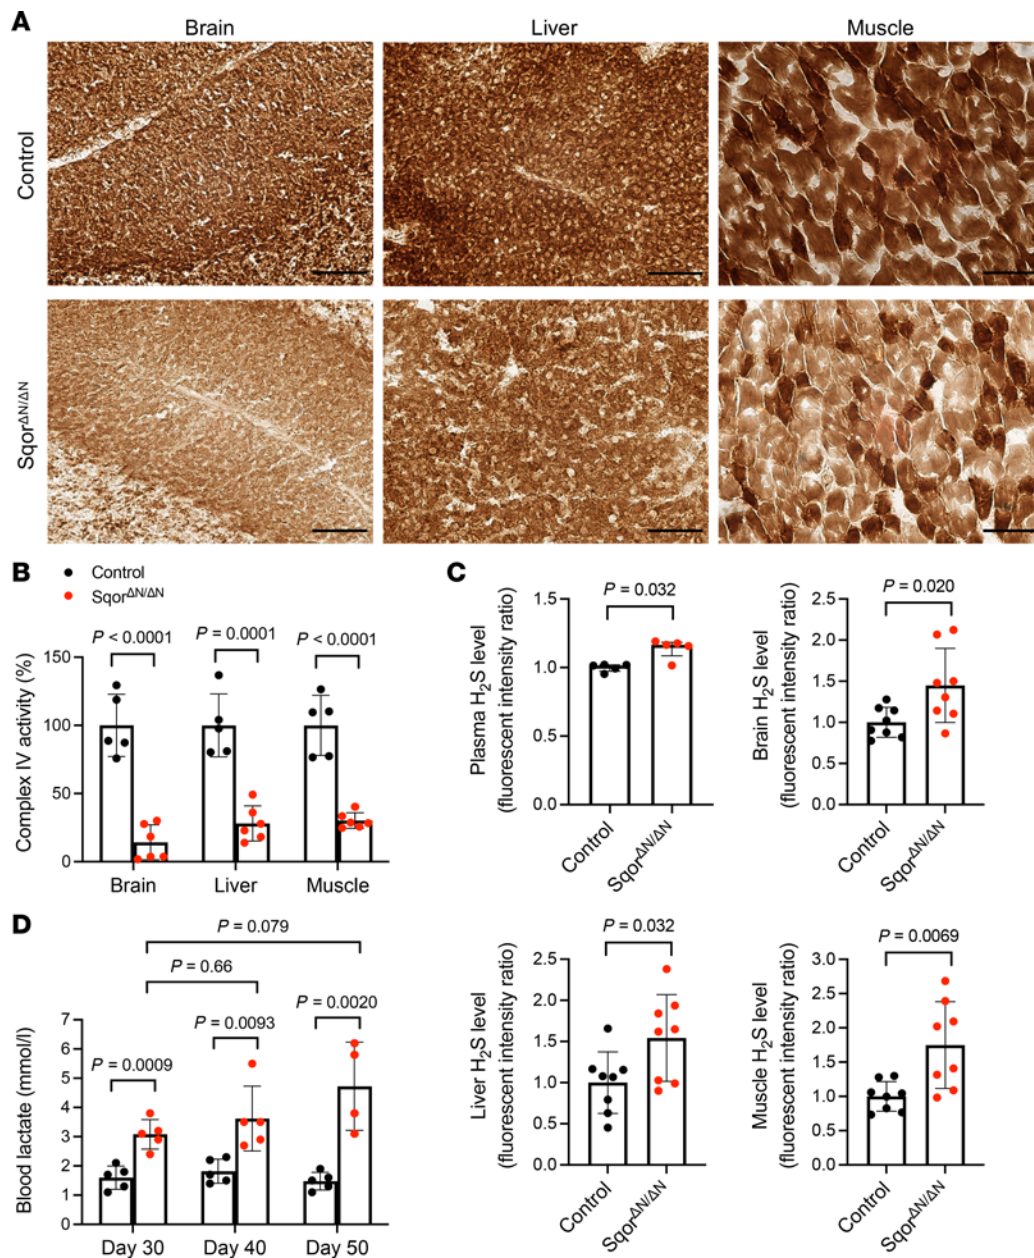 A
Brain
Liver
Muscle
Control
Sqor^ΔN/ΔN
B
Control
Sqor^ΔN/ΔN
P < 0.0001
P = 0.0001
P < 0.0001
Complex IV activity (%)
150
100
50
0
Brain
Liver
Muscle
C
P = 0.032
Plasma H₂S level
(fluorescent intensity ratio)
1.5
1.0
0.5
0.0
Control
Sqor^ΔN/ΔN
P = 0.020
Brain H₂S level
(fluorescent intensity ratio)
2.5
2.0
1.5
1.0
0.5
0.0
Control
Sqor^ΔN/ΔN
D
P = 0.079
P = 0.66
P = 0.0020
P = 0.0093
P = 0.0009
Blood lactate (mmol/l)
7
6
5
4
3
2
1
0
Day 30
Day 40
Day 50
P = 0.032
Liver H₂S level
(fluorescent intensity ratio)
2.5
2.0
1.5
1.0
0.5
0.0
Control
Sqor^ΔN/ΔN
P = 0.0069
Muscle H₂S level
(fluorescent intensity ratio)
3.0
2.5
2.0
1.5
1.0
0.5
0.0
Control
Sqor^ΔN/ΔN